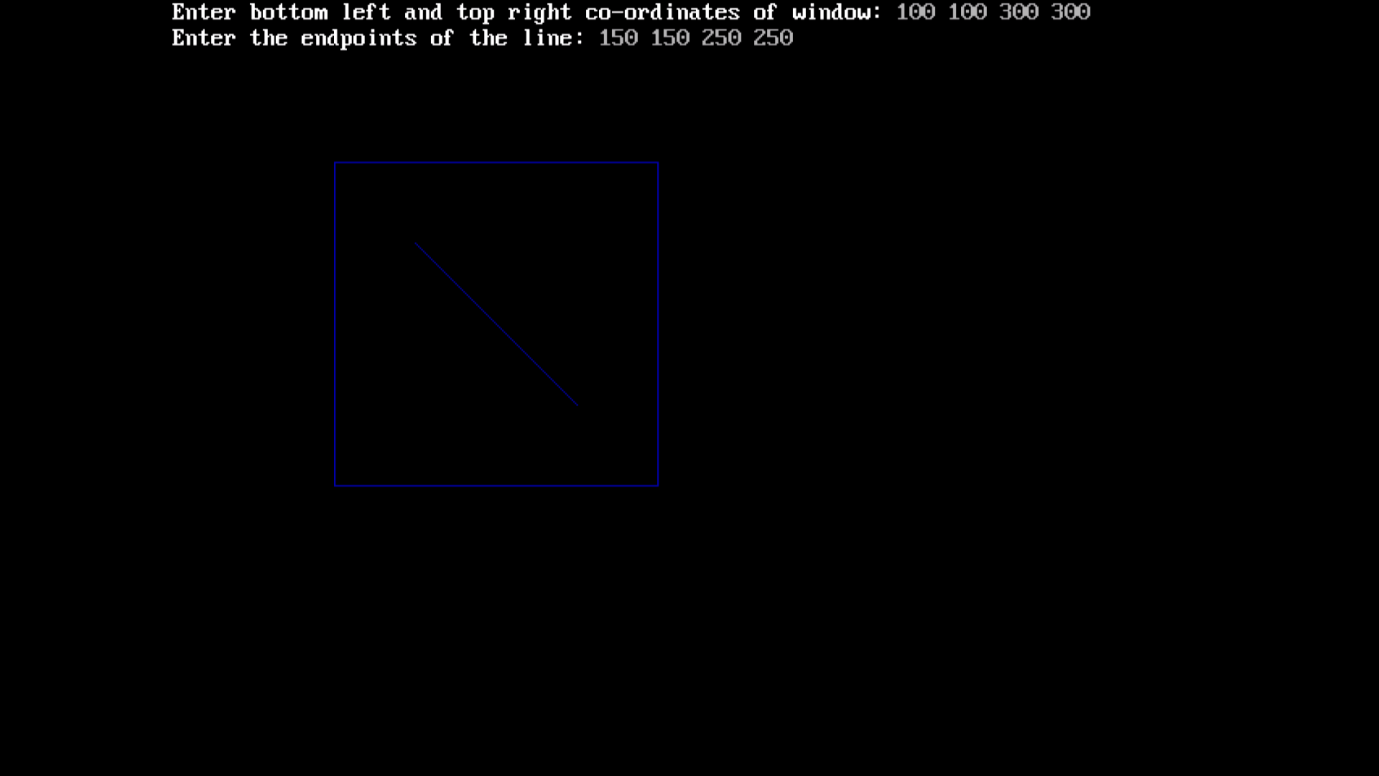 Enter bottom left and top right co-ordinates of window: 100 100 300 300
Enter the endpoints of the line: 150 150 250 250